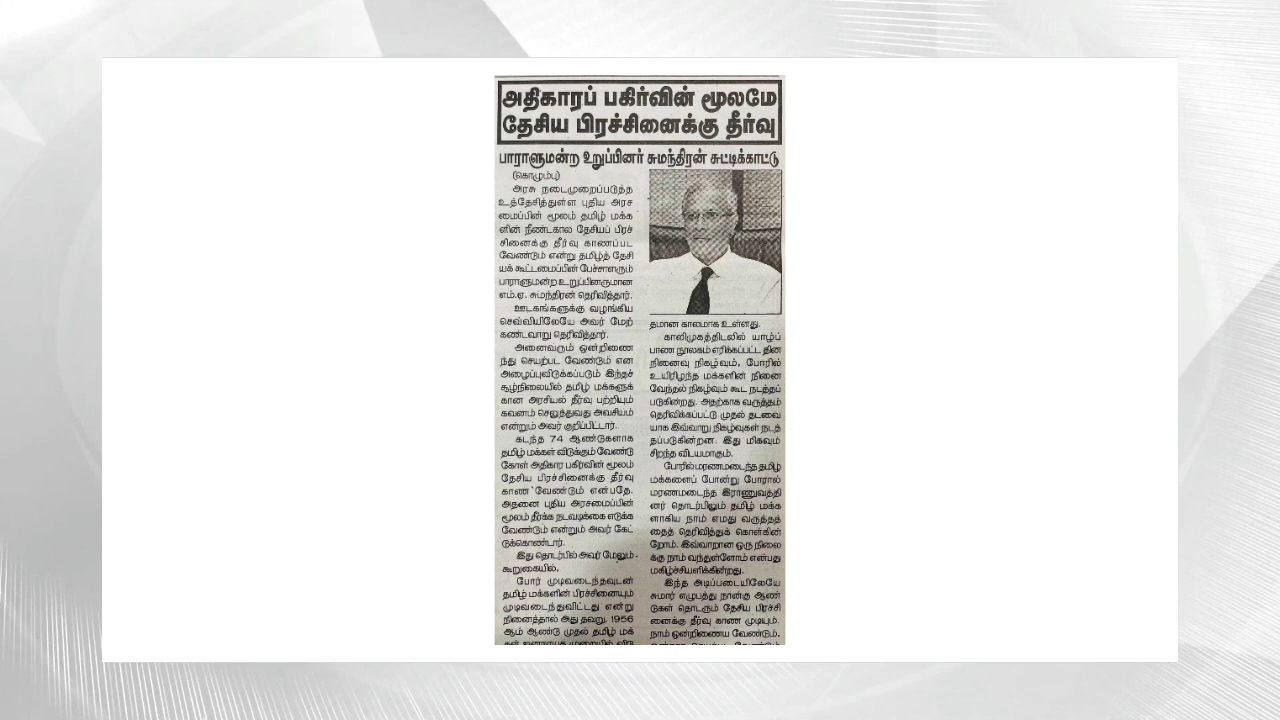 அதிகாரப் பகிர்வின் மூலமே
தேசிய பிரச்சினைக்கு தீர்வு
பாராளுமன்ற உறுப்பினர் சுமந்திரன் சுட்டிக்காட்டு
(கொழும்பு)
அரசு நடைமுறைப்படுத்த
உத்தேசித்துள்ள புதிய அரச
மைப்பின் மூலம் தமிழ் மக்க
ளின் நீண்டகால தேசியப் பிரச்
சினைக்கு தீர்வு காணப்பட
வேண்டும் என்று தமிழ்த் தேசி
யக் கூட்டமைப்பின் பேச்சாளரும்
பாராளுமன்ற உறுப்பினருமான
எம்.ஏ. சுமந்திரன் தெரிவித்தார்.
ஊடகங்களுக்கு வழங்கிய
செவ்வியிலேயே அவர் மேற்
கண்டவாறு தெரிவித்தார்.
அனைவரும் ஒன்றிணை
ந்து செயற்பட வேண்டும் என
அழைப்புவிடுக்கப்படும் இந்தச்
சூழ்நிலையில் தமிழ் மக்களுக்
கான அரசியல் தீர்வு பற்றியும்
கவனம் செலுத்துவது அவசியம்
என்றும் அவர் குறிப்பிட்டார்.
கடந்த 74 ஆண்டுகளாக
தமிழ் மக்கள் விடுக்கும் வேண்டு
கோள் அதிகார பகிர்வின் மூலம்
தேசிய பிரச்சினைக்கு தீர்வு
காண வேண்டும் என்பதே.
அதனை புதிய அரசமைப்பின்
மூலம் தீர்க்க நடவடிக்கை எடுக்க
வேண்டும் என்றும் அவர் கேட்
டுக்கொண்டார்.
இது தொடர்பில் அவர் மேலும்
கூறுகையில்,
போர் முடிவடைந்தவுடன்
தமிழ் மக்களின் பிரச்சினையும்
முடிவடைந்துவிட்டது என்று
நினைத்தால் அது தவறு. 1956
ஆம் ஆண்டு முதல் தமிழ் மக்
கள் ஜனநாயக முறையில் விடு
தமான காலமாக உள்ளது.
காலிமுகத்திடலில் யாழ்ப்
பாண நூலகம் எரிக்கப்பட்ட தின
நினைவு நிகழ்வும், போரில்
உயிரிழந்த மக்களின் நினை
வேந்தல் நிகழ்வும் கூட நடத்தப்
படுகின்றது. அதற்காக வருத்தம்
தெரிவிக்கப்பட்டு முதல் தடவை
யாக இவ்வாறு நிகழ்வுகள் நடத்
தப்படுகின்றன. இது மிகவும்
சிறந்த விடயமாகும்.
போரில் மரணமடைந்த தமிழ்
மக்களைப் போன்று போரால்
மரணமடைந்த இராணுவத்தி
னர் தொடர்பிலும் தமிழ் மக்க
ளாகிய நாம் எமது வருத்தத்
தைத் தெரிவித்துக் கொள்கின்
றோம். இவ்வாறான ஒரு நிலை
க்கு நாம் வந்துள்ளோம் என்பது
மகிழ்ச்சியளிக்கின்றது.
இந்த அடிப்படையிலேயே
சுமார் எழுபத்து நான்கு ஆண்
டுகள் தொடரும் தேசிய பிரச்சி
னைக்கு தீர்வு காண முடியும்.
நாம் ஒன்றிணைய வேண்டும்,